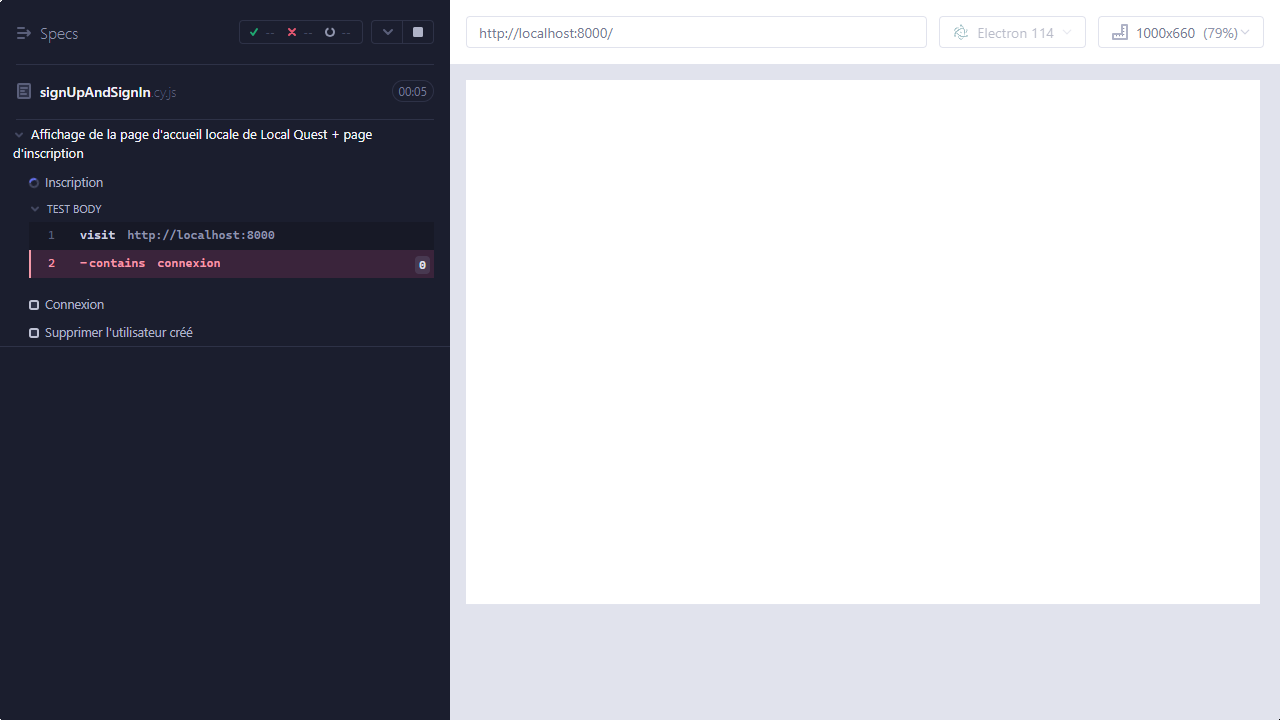 Specs
-- -- --
signUpAndSignIn.cy.js
00:05
Affichage de la page d'accueil locale de Local Quest + page
d'inscription
Inscription
TEST BODY
1 visit http://localhost:8000
2 -contains connexion 0
Connexion
Supprimer l'utilisateur créé
http://localhost:8000/
Electron 114
1000x660 (79%)